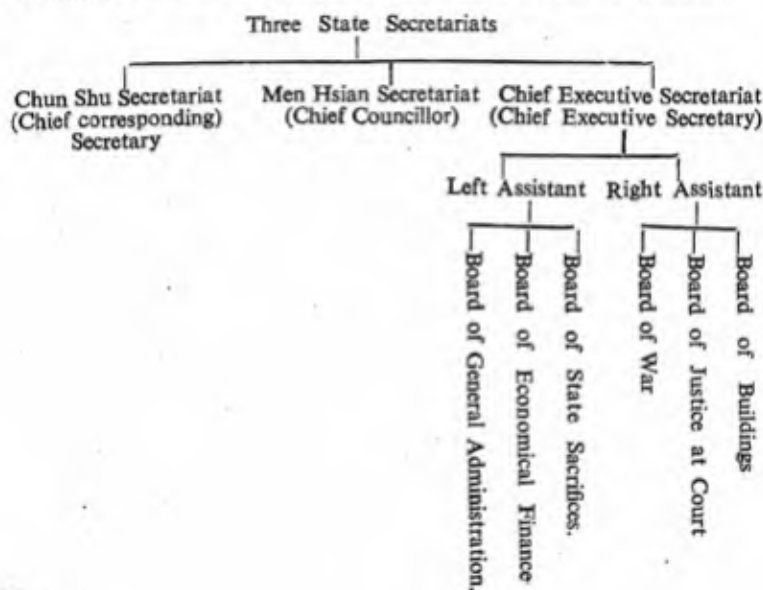 Three State Secretariats
Chun Shu Secretariat
(Chief corresponding)
Secretary
Men Hsian Secretariat
(Chief Councillor)
Chief Executive Secretariat
(Chief Executive Secretary)
Left Assistant
Right Assistant
Board of General Administration.
Board of Economical Finance
Board of State Sacrifices.
Board of War
Board of Justice at Court
Board of Buildings